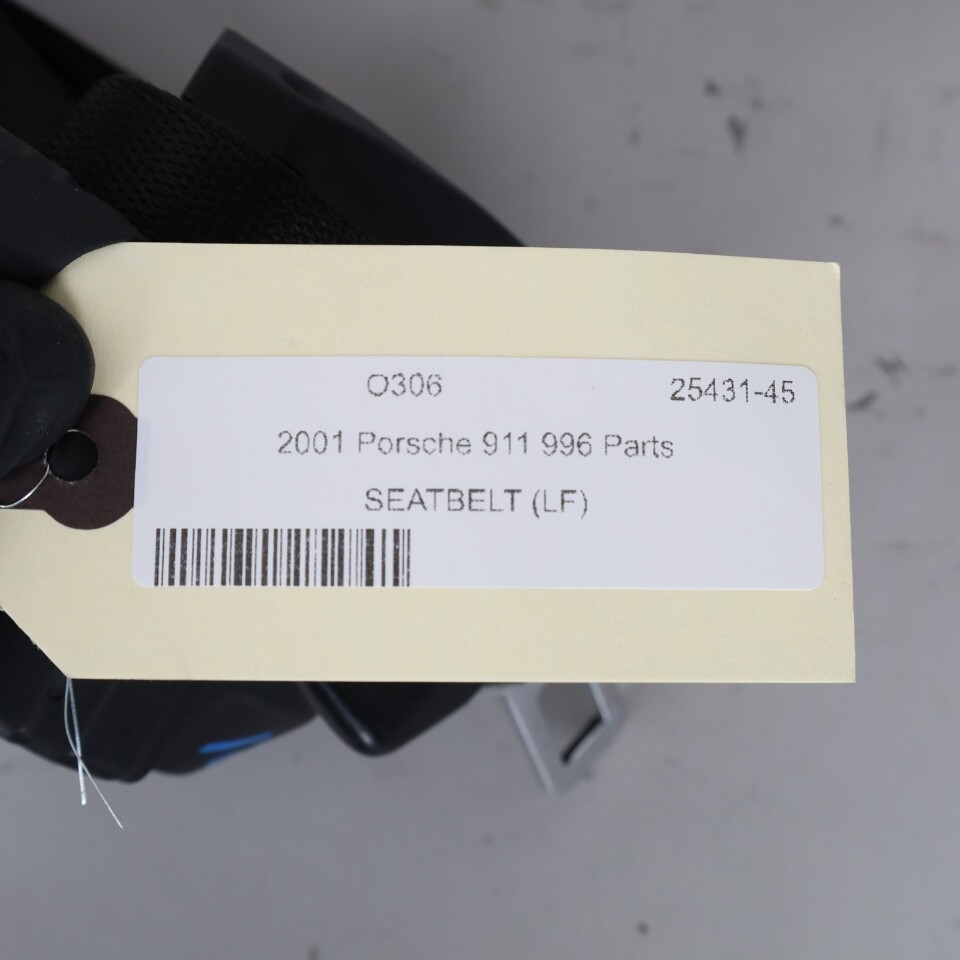 O306 25431-45
2001 Porsche 911 996 Parts
SEATBELT (LF)